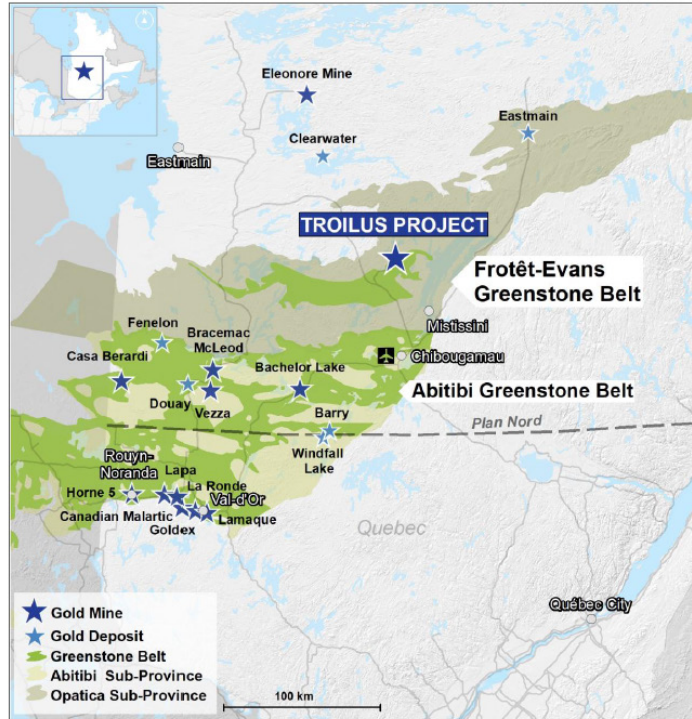 Eleonore Mine
Clearwater
Eastmain
Eastmain
TROILUS PROJECT
Frotêt-Evans
Greenstone Belt
Mistissini
Chibougamau
Abitibi Greenstone Belt
Fenelon
Bracemac
McLeod
Casa Berardi
Bachelor Lake
Douay
Vezza
Barry
Plan Nord
Windfall
Lake
Rouyn-
Noranda
Lapa
La Ronde
Horne 5
Val-d'Or
Canadian Malartic
Lamaque
Goldex
Quebec
Québec City
Gold Mine
Gold Deposit
Greenstone Belt
Abitibi Sub-Province
Opatica Sub-Province
100 km